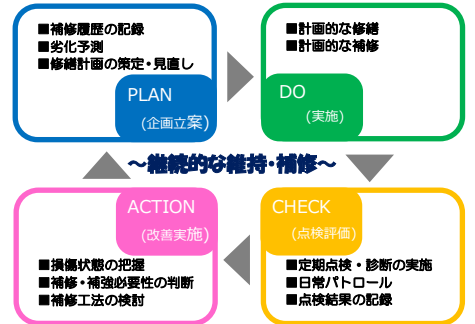 ■補修履歴の記録
■劣化予測
■修繕計画の策定・見直し
PLAN
(企画立案)
■計画的な修繕
■計画的な補修
DO
(実施)
～継続的な維持・補修～
ACTION
(改善実施)
■損傷状態の把握
■補修・補強必要性の判断
■補修工法の検討
CHECK
(点検評価)
■定期点検・診断の実施
■日常パトロール
■点検結果の記録